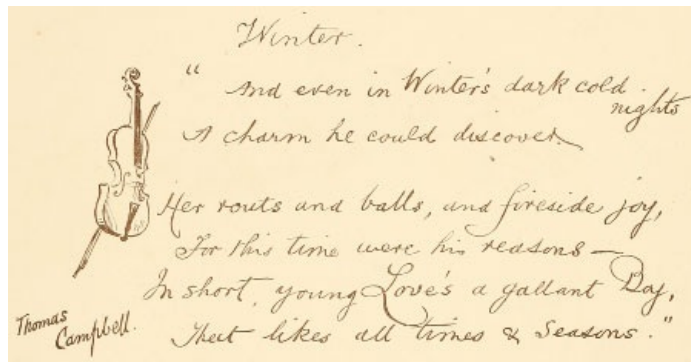 Winter.
" And even in Winter's dark cold nights
A charm he could discover
Her routs and balls, and fireside joy,
For this time were his reasons —
In short, young Love's a gallant Boy,
That likes all times & Seasons."
Thomas
Campbell.